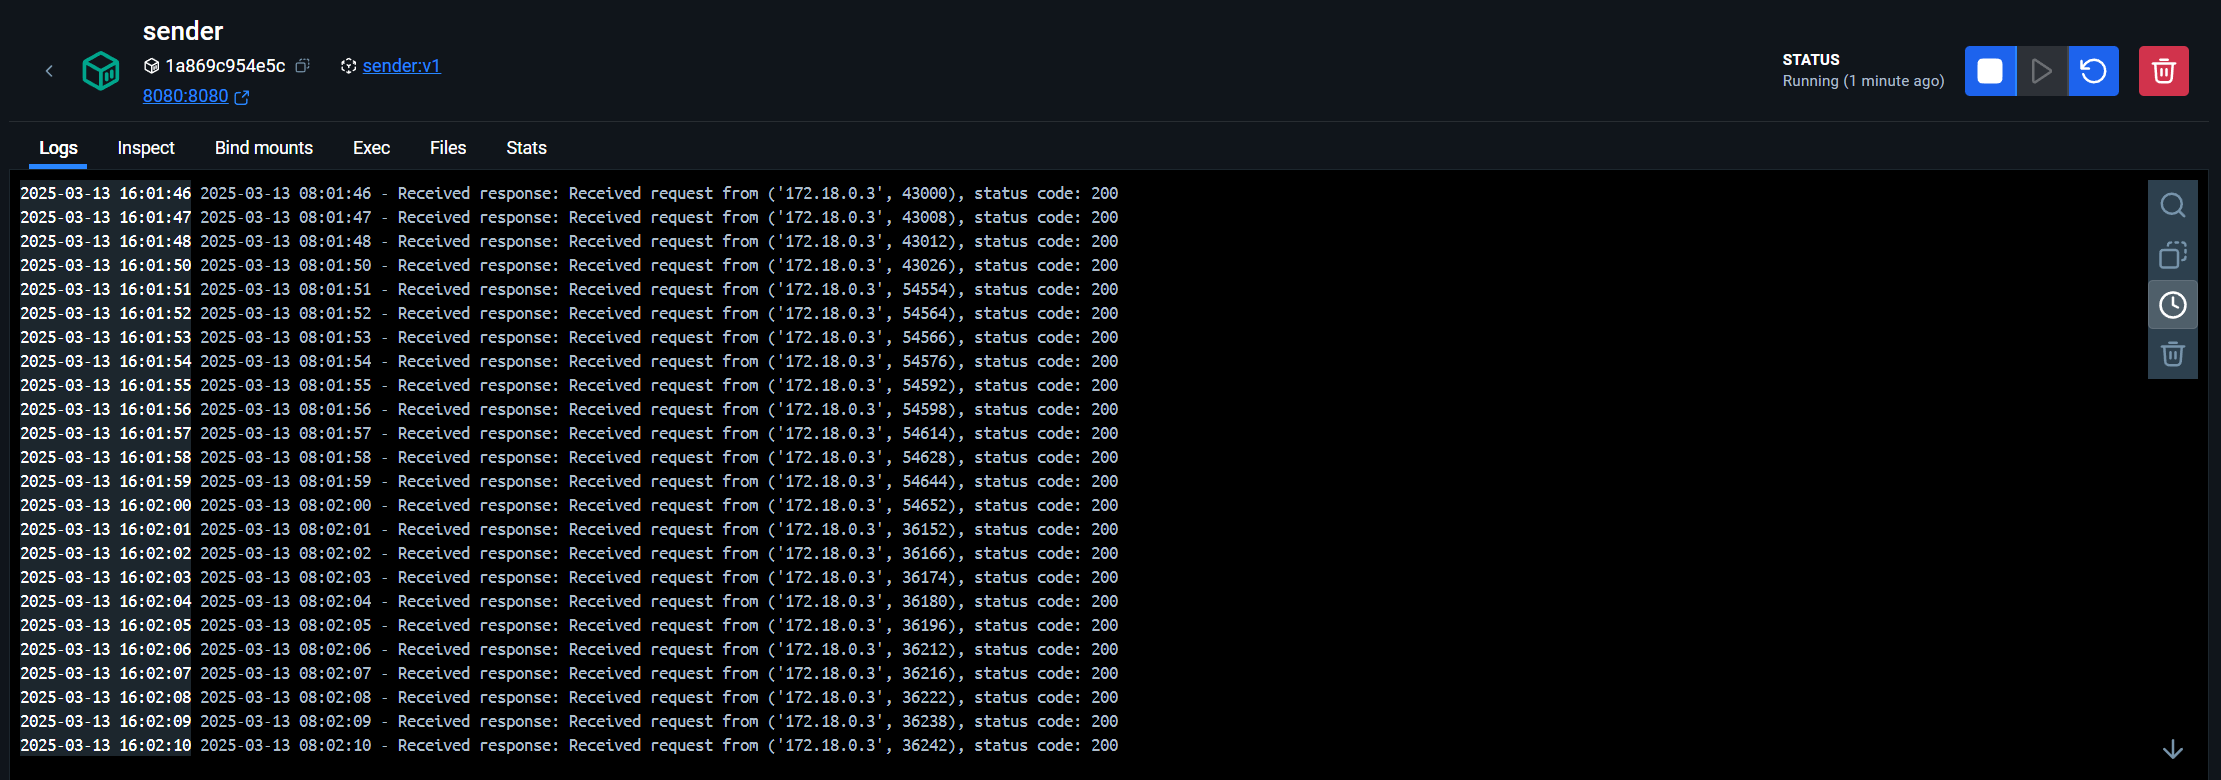 sender
1a869c954e5c sender:v1
8080:8080
STATUS
Running (1 minute ago)
Logs Inspect Bind mounts Exec Files Stats
2025-03-13 16:01:46 2025-03-13 08:01:46 - Received response: Received request from ('172.18.0.3', 43000), status code: 200
2025-03-13 16:01:47 2025-03-13 08:01:47 - Received response: Received request from ('172.18.0.3', 43008), status code: 200
2025-03-13 16:01:48 2025-03-13 08:01:48 - Received response: Received request from ('172.18.0.3', 43012), status code: 200
2025-03-13 16:01:50 2025-03-13 08:01:50 - Received response: Received request from ('172.18.0.3', 43026), status code: 200
2025-03-13 16:01:51 2025-03-13 08:01:51 - Received response: Received request from ('172.18.0.3', 54554), status code: 200
2025-03-13 16:01:52 2025-03-13 08:01:52 - Received response: Received request from ('172.18.0.3', 54564), status code: 200
2025-03-13 16:01:53 2025-03-13 08:01:53 - Received response: Received request from ('172.18.0.3', 54566), status code: 200
2025-03-13 16:01:54 2025-03-13 08:01:54 - Received response: Received request from ('172.18.0.3', 54576), status code: 200
2025-03-13 16:01:55 2025-03-13 08:01:55 - Received response: Received request from ('172.18.0.3', 54592), status code: 200
2025-03-13 16:01:56 2025-03-13 08:01:56 - Received response: Received request from ('172.18.0.3', 54598), status code: 200
2025-03-13 16:01:57 2025-03-13 08:01:57 - Received response: Received request from ('172.18.0.3', 54614), status code: 200
2025-03-13 16:01:58 2025-03-13 08:01:58 - Received response: Received request from ('172.18.0.3', 54628), status code: 200
2025-03-13 16:01:59 2025-03-13 08:01:59 - Received response: Received request from ('172.18.0.3', 54644), status code: 200
2025-03-13 16:02:00 2025-03-13 08:02:00 - Received response: Received request from ('172.18.0.3', 54652), status code: 200
2025-03-13 16:02:01 2025-03-13 08:02:01 - Received response: Received request from ('172.18.0.3', 36152), status code: 200
2025-03-13 16:02:02 2025-03-13 08:02:02 - Received response: Received request from ('172.18.0.3', 36166), status code: 200
2025-03-13 16:02:03 2025-03-13 08:02:03 - Received response: Received request from ('172.18.0.3', 36174), status code: 200
2025-03-13 16:02:04 2025-03-13 08:02:04 - Received response: Received request from ('172.18.0.3', 36180), status code: 200
2025-03-13 16:02:05 2025-03-13 08:02:05 - Received response: Received request from ('172.18.0.3', 36196), status code: 200
2025-03-13 16:02:06 2025-03-13 08:02:06 - Received response: Received request from ('172.18.0.3', 36212), status code: 200
2025-03-13 16:02:07 2025-03-13 08:02:07 - Received response: Received request from ('172.18.0.3', 36216), status code: 200
2025-03-13 16:02:08 2025-03-13 08:02:08 - Received response: Received request from ('172.18.0.3', 36222), status code: 200
2025-03-13 16:02:09 2025-03-13 08:02:09 - Received response: Received request from ('172.18.0.3', 36238), status code: 200
2025-03-13 16:02:10 2025-03-13 08:02:10 - Received response: Received request from ('172.18.0.3', 36242), status code: 200